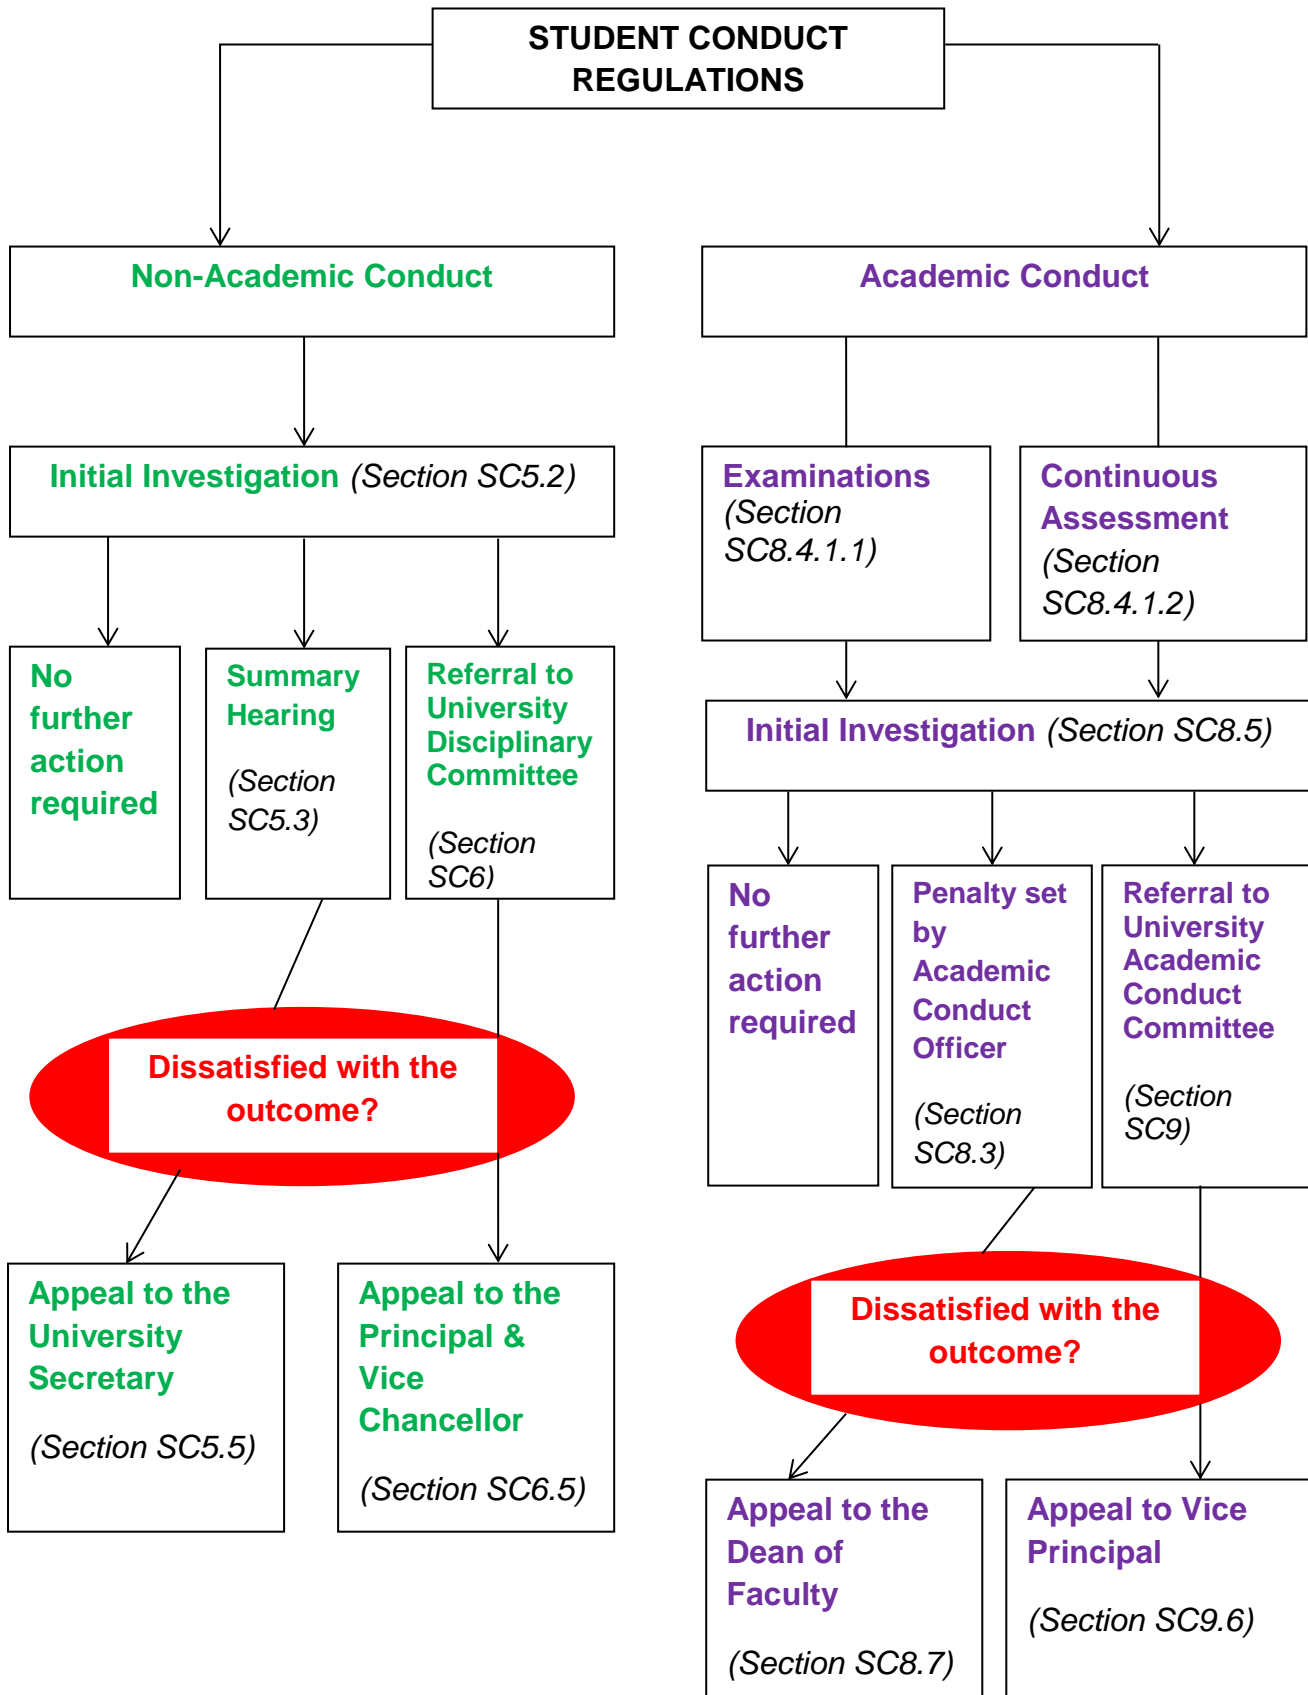 STUDENT CONDUCT
REGULATIONS
Non-Academic Conduct
Academic Conduct
Initial Investigation (Section SC5.2)
Examinations
(Section
SC8.4.1.1)
Continuous
Assessment
(Section
SC8.4.1.2)
No
further
action
required
Summary
Hearing
(Section
SC5.3)
Referral to
University
Disciplinary
Committee
(Section
SC6)
Initial Investigation (Section SC8.5)
No
further
action
required
Penalty set
by
Academic
Conduct
Officer
(Section
SC8.3)
Referral to
University
Academic
Conduct
Committee
(Section
SC9)
Dissatisfied with the
outcome?
Appeal to the
University
Secretary
(Section SC5.5)
Appeal to the
Principal &
Vice
Chancellor
(Section SC6.5)
Dissatisfied with the
outcome?
Appeal to the
Dean of
Faculty
(Section SC8.7)
Appeal to Vice
Principal
(Section SC9.6)